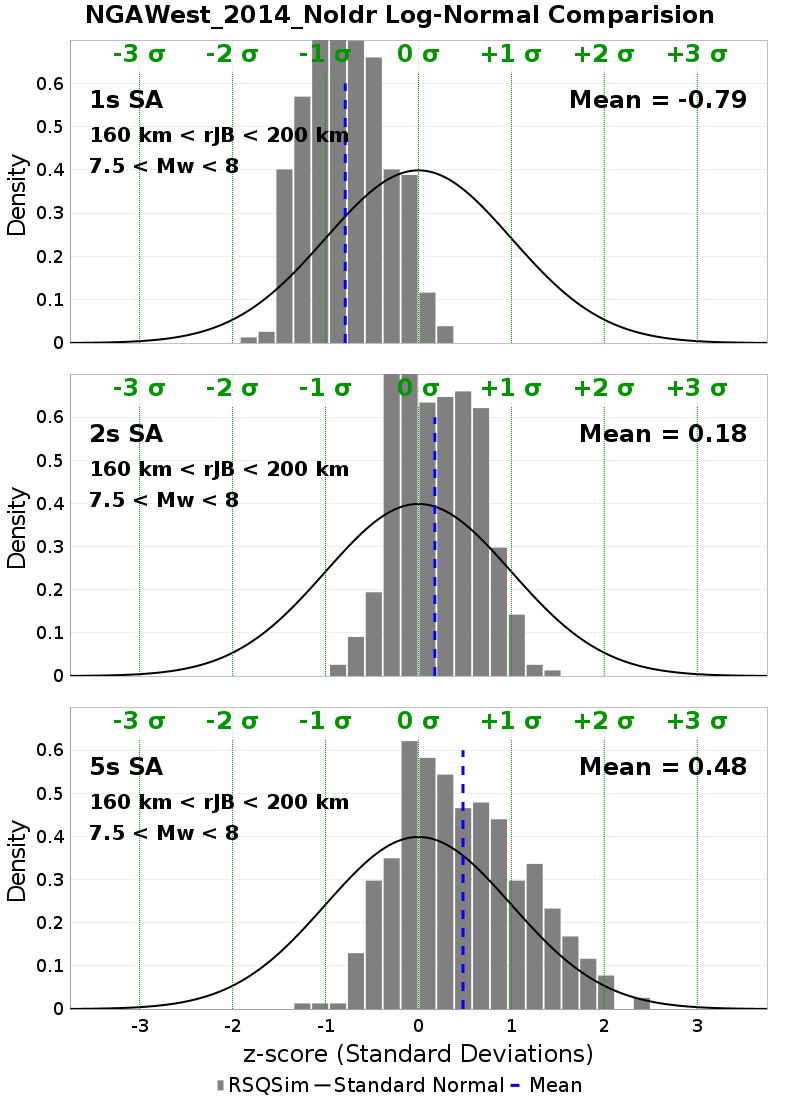 NGAWest_2014_NoIdr Log-Normal Comparision
-3 σ -2 σ -1 σ 0 σ +1 σ +2 σ +3 σ
0.6
1s SA
Mean = -0.79
0.5
160 km < rJB < 200 km
0.4
7.5 < Mw < 8
0.3
Density
0.2
0.1
0
-3 σ -2 σ -1 σ 0 σ +1 σ +2 σ +3 σ
0.6
2s SA
Mean = 0.18
0.5
160 km < rJB < 200 km
0.4
7.5 < Mw < 8
0.3
Density
0.2
0.1
0
-3 σ -2 σ -1 σ 0 σ +1 σ +2 σ +3 σ
0.6
5s SA
Mean = 0.48
0.5
160 km < rJB < 200 km
0.4
7.5 < Mw < 8
0.3
Density
0.2
0.1
0
-3 -2 -1 0 1 2 3
z-score (Standard Deviations)
RSQSim Standard Normal Mean